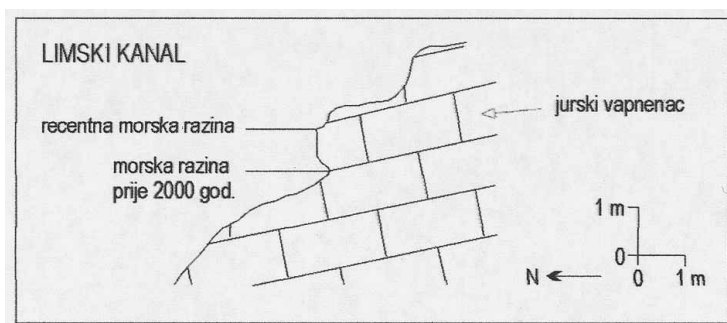 LIMSKI KANAL
recentna morska razina
jurski vapnenac
morska razina
prije 2000 god.
1 m
0
N
0 1 m